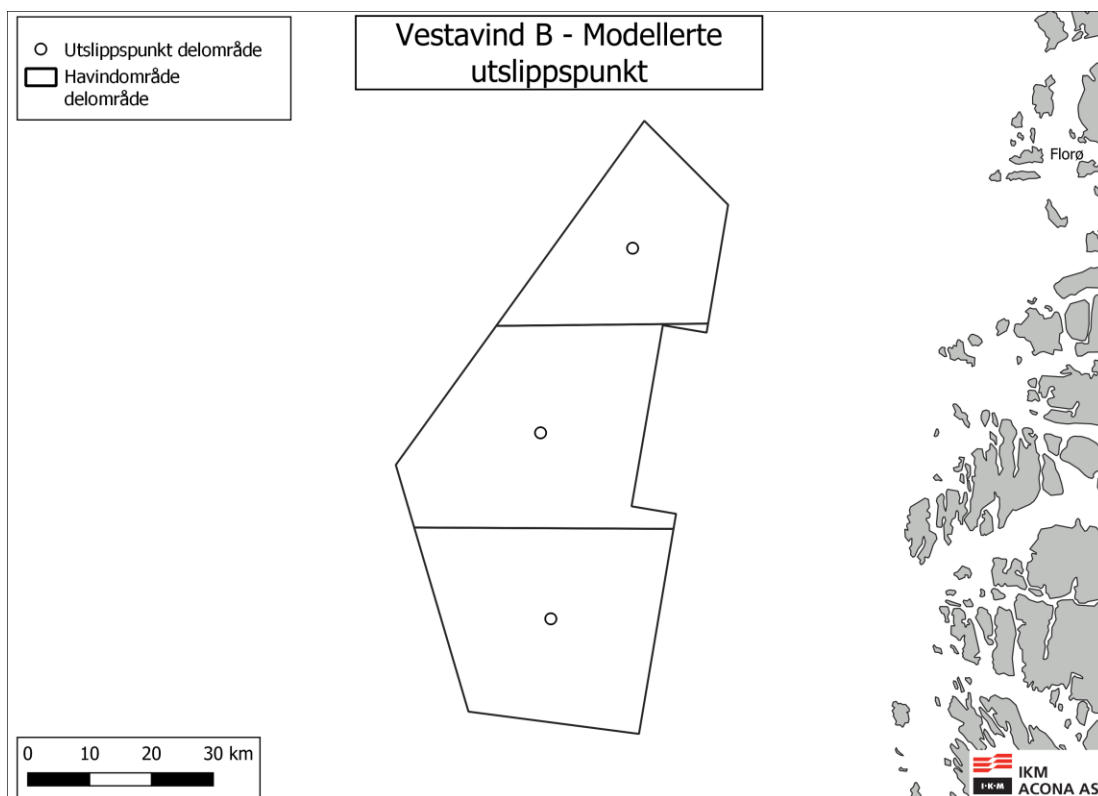 Utslippspunkt delområde
Havindområde
delområde
Vestavind B - Modellerte
utslippspunkt
Florø
0 10 20 30 km
I·K·M
IKM
ACONA AS